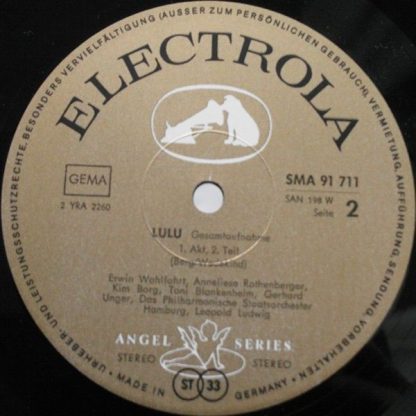 URHEBER- UND LEISTUNGSSCHUTZRECHTE, BESONDERS VERVIELFÄLTIGUNG (AUSSER ZUM PERSÖNLICHEN GEBRAUCH), VERMIETUNG, AUFFÜHRUNG, SENDUNG, VORBEHALTEN
ELECTROLA
GEMA
2 YRA 2260
SMA 91 711
SAN 198 W
Seite 2
LULU Gesamtaufnahme
1. Akt, 2. Teil
(Berg-Wedekind)
Erwin Wohlfahrt, Anneliese Rothenberger,
Kim Borg, Toni Blankenheim, Gerhard
Unger, Das Philharmonische Staatsorchester
Hamburg, Leopold Ludwig
ANGEL SERIES
STEREO STEREO
ST 33
MADE IN GERMANY